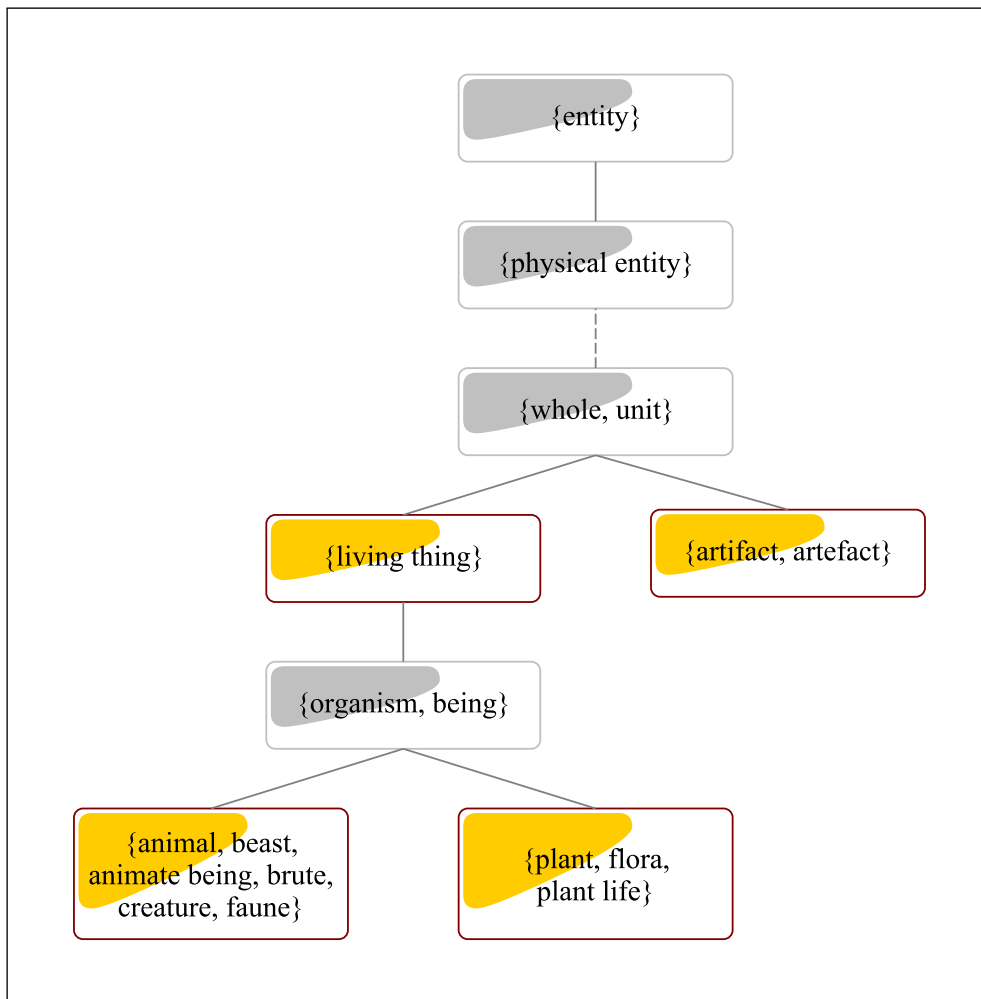 {entity}
{physical entity}
{whole, unit}
{living thing}
{artifact, artefact}
{organism, being}
{animal, beast,
animate being, brute,
creature, faune}
{plant, flora,
plant life}